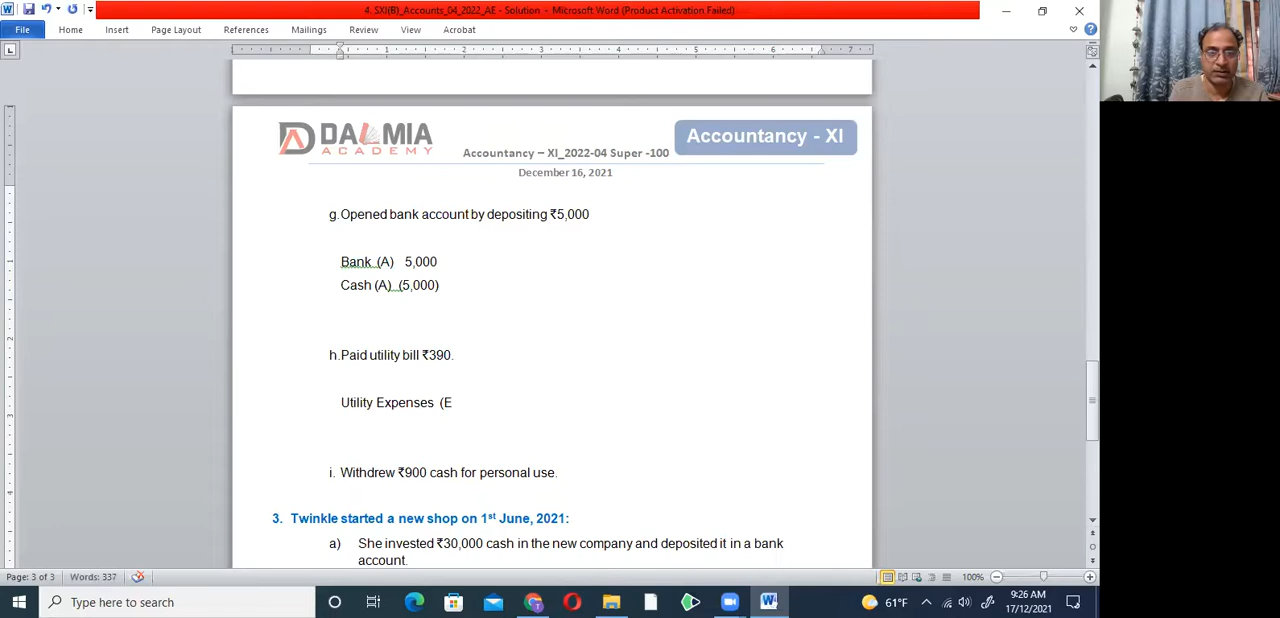 4. SXI(B)_Accounts_04_2022_AE - Solution - Microsoft Word (Product Activation Failed)
File Home Insert Page Layout References Mailings Review View Acrobat
DALMIA
ACADEMY
Accountancy - XI
Accountancy – XI_2022-04 Super -100
December 16, 2021
g. Opened bank account by depositing ₹5,000
Bank (A) 5,000
Cash (A) (5,000)
h. Paid utility bill ₹390.
Utility Expenses (E
i. Withdrew ₹900 cash for personal use.
3. Twinkle started a new shop on 1st June, 2021:
a) She invested ₹30,000 cash in the new company and deposited it in a bank
account.
Page: 3 of 3 Words: 337 100%
Type here to search 61°F 9:26 AM
17/12/2021